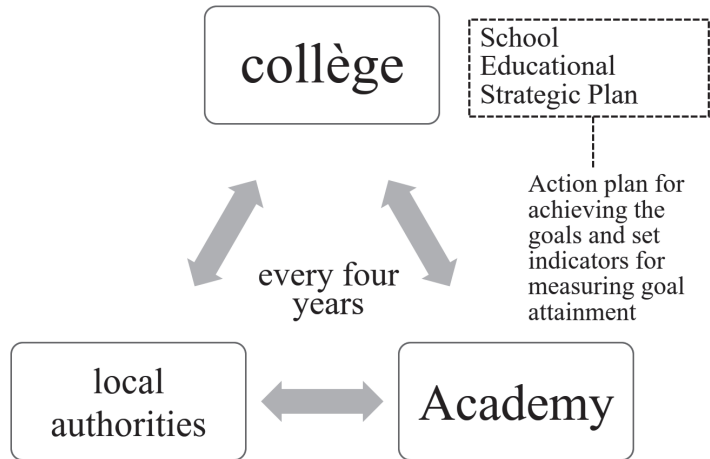 collège
School
Educational
Strategic Plan
Action plan for
achieving the
goals and set
indicators for
measuring goal
attainment
every four
years
local
authorities
Academy